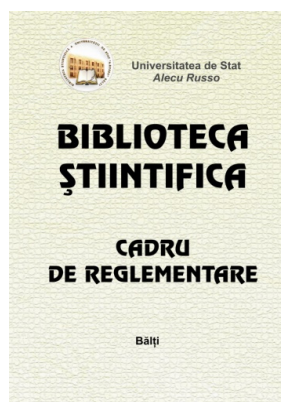 Universitatea de Stat
Alecu Russo
BIBLIOTECA
ŞTIINTIFICA
CADRU
DE REGLEMENTARE
Bălţi